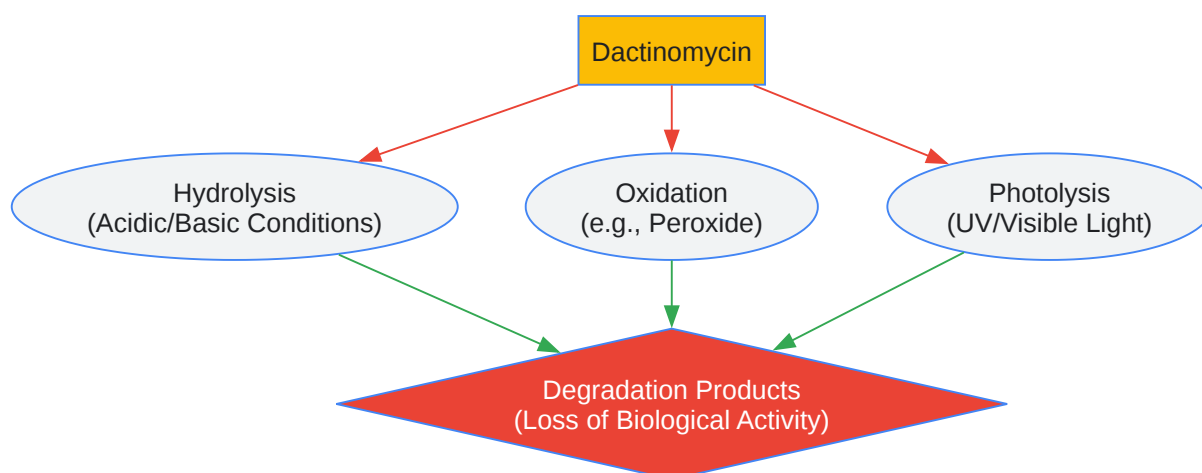 Dactinomycin
Hydrolysis
(Acidic/Basic Conditions)
Oxidation
(e.g., Peroxide)
Photolysis
(UV/Visible Light)
Degradation Products
(Loss of Biological Activity)